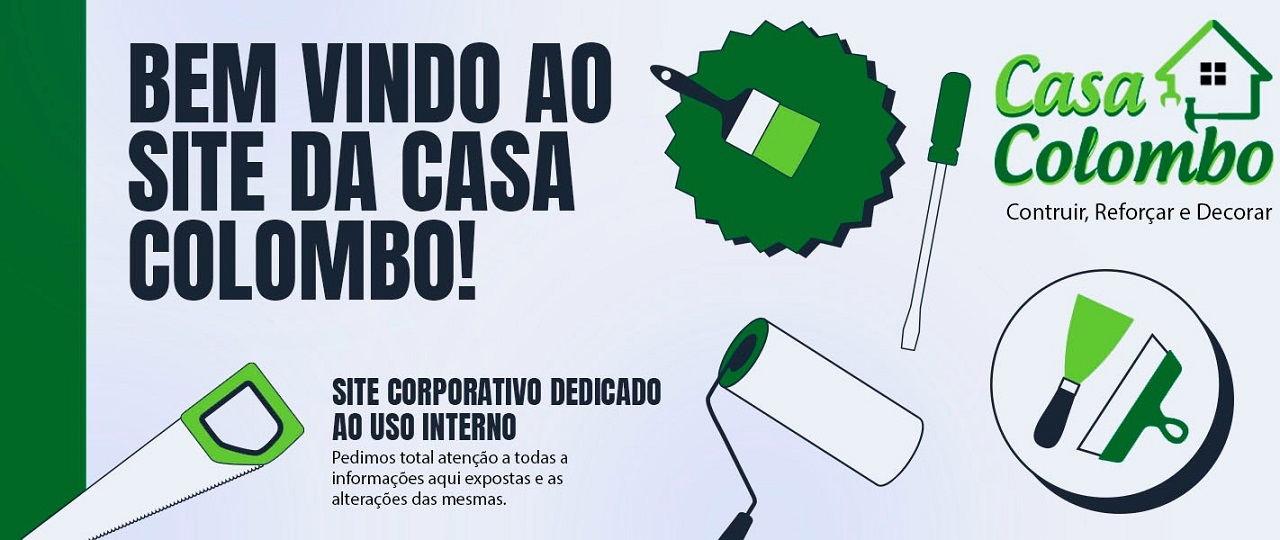 BEM VINDO AO
SITE DA CASA
COLOMBO!
Casa
Colombo
Contruir, Reforçar e Decorar
SITE CORPORATIVO DEDICADO
AO USO INTERNO
Pedimos total atenção a todas a
informações aqui expostas e as
alterações das mesmas.